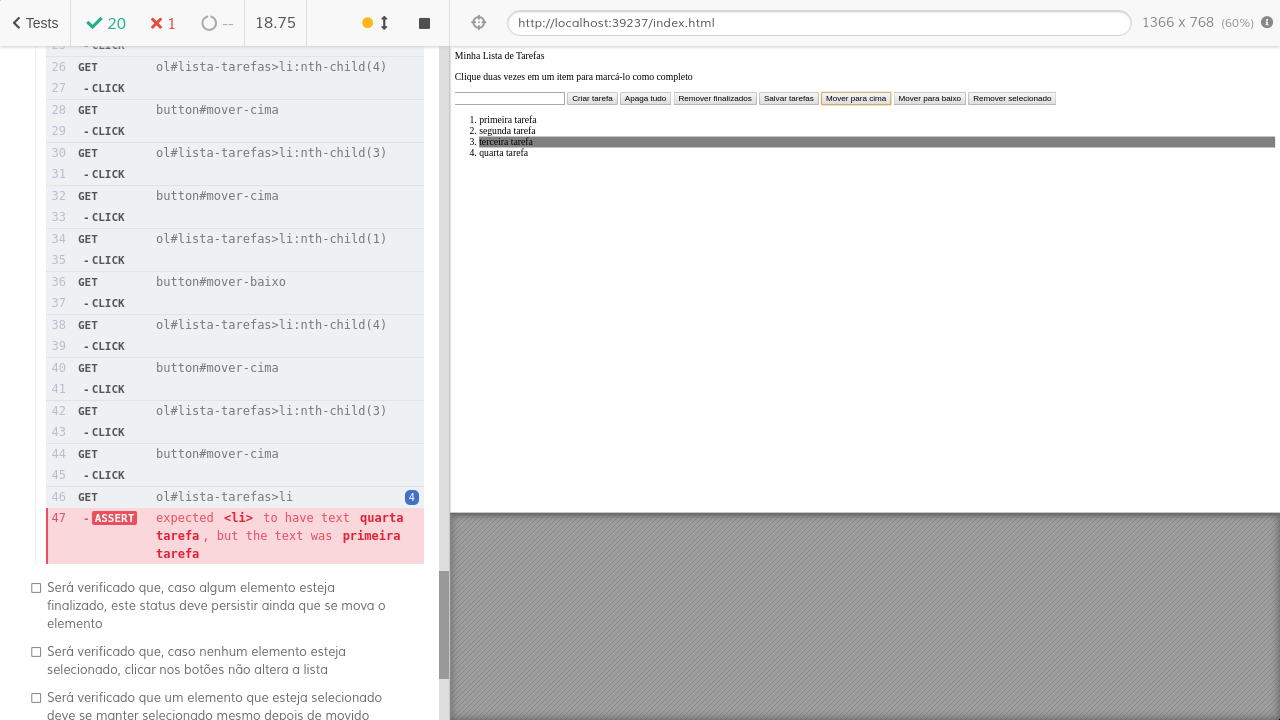 Tests
20
1
--
18.75
25 - CLICK
26 GET ol#lista-tarefas>li:nth-child(4)
27 - CLICK
28 GET button#mover-cima
29 - CLICK
30 GET ol#lista-tarefas>li:nth-child(3)
31 - CLICK
32 GET button#mover-cima
33 - CLICK
34 GET ol#lista-tarefas>li:nth-child(1)
35 - CLICK
36 GET button#mover-baixo
37 - CLICK
38 GET ol#lista-tarefas>li:nth-child(4)
39 - CLICK
40 GET button#mover-cima
41 - CLICK
42 GET ol#lista-tarefas>li:nth-child(3)
43 - CLICK
44 GET button#mover-cima
45 - CLICK
46 GET ol#lista-tarefas>li 4
47 - ASSERT expected <li> to have text quarta
tarefa, but the text was primeira
tarefa
Será verificado que, caso algum elemento esteja
finalizado, este status deve persistir ainda que se mova o
elemento
Será verificado que, caso nenhum elemento esteja
selecionado, clicar nos botões não altera a lista
Será verificado que um elemento que esteja selecionado
deve se manter selecionado mesmo depois de movido
http://localhost:39237/index.html
1366 x 768 (60%)
Minha Lista de Tarefas
Clique duas vezes em um item para marcá-lo como completo
Criar tarefa Apaga tudo Remover finalizados Salvar tarefas Mover para cima Mover para baixo Remover selecionado
1. primeira tarefa
2. segunda tarefa
3. terceira tarefa
4. quarta tarefa